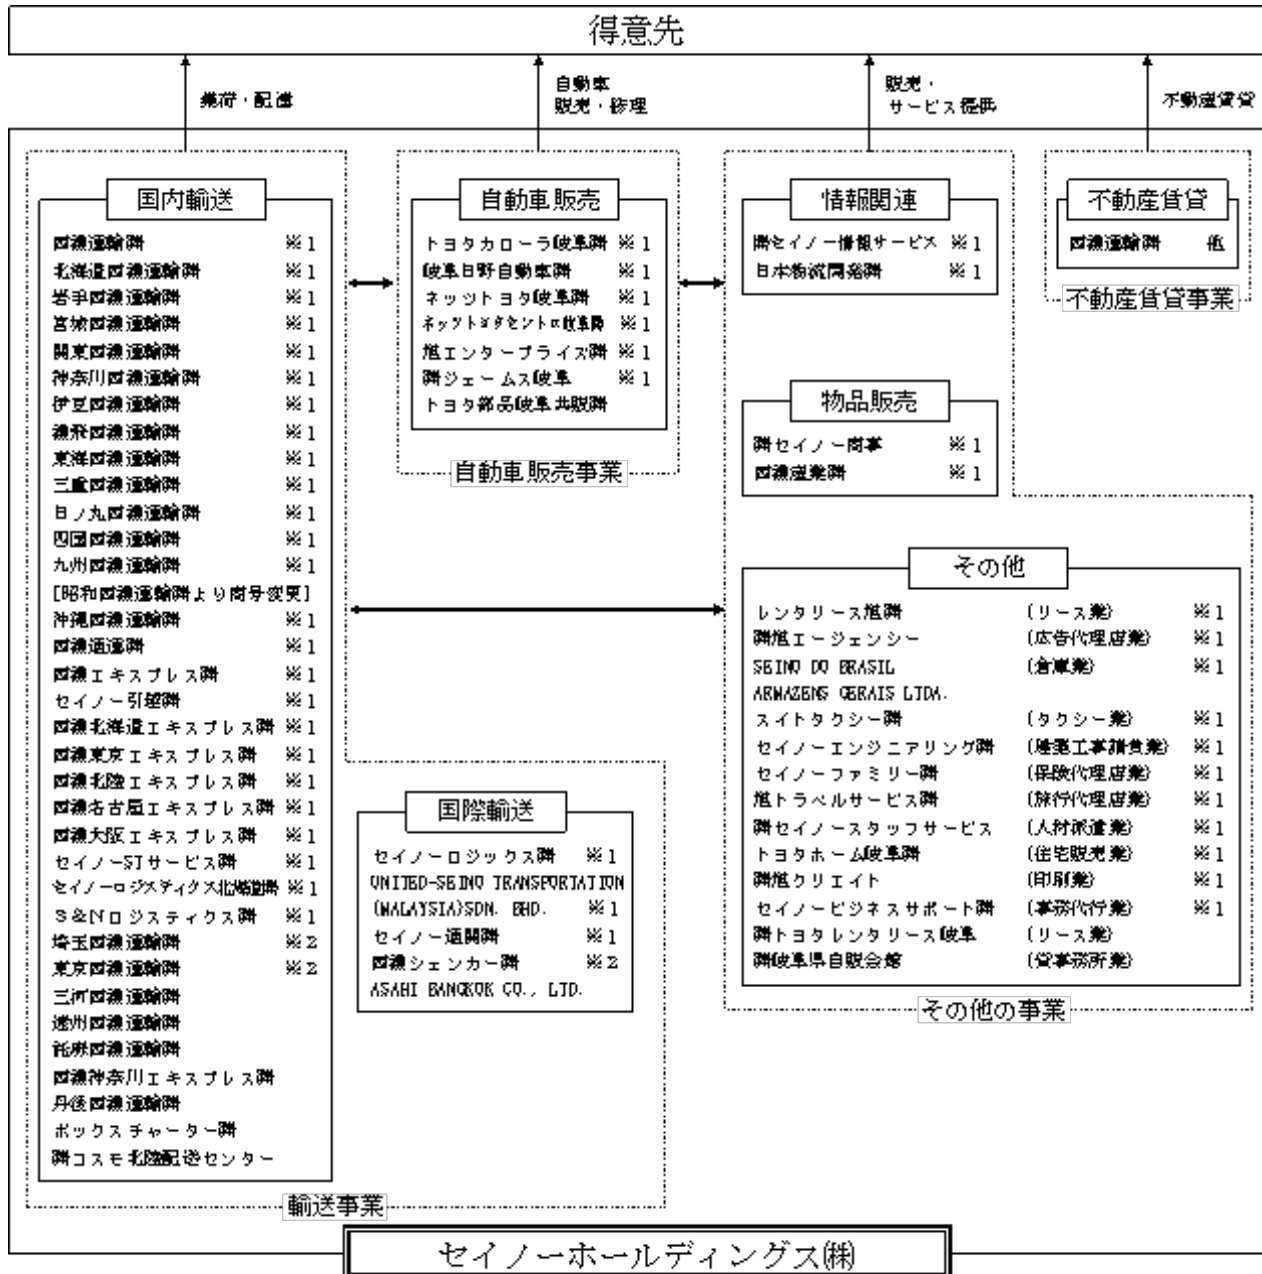 得意先
集荷・配達
自動車
販売・修理
販売・
サービス提供
不動産賃貸
国内輸送
西濃運輸㈱ ※1
北海道西濃運輸㈱ ※1
岩手西濃運輸㈱ ※1
宮城西濃運輸㈱ ※1
関東西濃運輸㈱ ※1
神奈川西濃運輸㈱ ※1
伊豆西濃運輸㈱ ※1
濃飛西濃運輸㈱ ※1
東海西濃運輸㈱ ※1
三重西濃運輸㈱ ※1
日ノ丸西濃運輸㈱ ※1
四国西濃運輸㈱ ※1
九州西濃運輸㈱ ※1
[昭和西濃運輸㈱より商号変更]
沖縄西濃運輸㈱ ※1
西濃通運㈱ ※1
西濃エキスプレス㈱ ※1
セイノー引越㈱ ※1
西濃北海道エキスプレス㈱ ※1
西濃東京エキスプレス㈱ ※1
西濃北陸エキスプレス㈱ ※1
西濃名古屋エキスプレス㈱ ※1
西濃大阪エキスプレス㈱ ※1
セイノーSTサービス㈱ ※1
セイノーロジスティクス北海道㈱ ※1
S&Nロジスティクス㈱ ※1
埼玉西濃運輸㈱ ※2
東京西濃運輸㈱ ※2
三河西濃運輸㈱
遠州西濃運輸㈱
託麻西濃運輸㈱
西濃神奈川エキスプレス㈱
丹後西濃運輸㈱
ボックスチャーター㈱
㈱コスモ北陸配送センター
国際輸送
セイノーロジックス㈱ ※1
UNITED-SEINO TRANSPORTATION
(MALAYSIA)SDN. BHD. ※1
セイノー通関㈱ ※1
西濃シェンカー㈱ ※2
ASAHI BANGKOK CO., LTD.
輸送事業
自動車販売
トヨタカローラ岐阜㈱ ※1
岐阜日野自動車㈱ ※1
ネッツトヨタ岐阜㈱ ※1
ネッツトヨタセントロ岐阜㈱ ※1
旭エンタープライズ㈱ ※1
㈱ジェームス岐阜 ※1
トヨタ部品岐阜共販㈱
自動車販売事業
情報関連
㈱セイノー情報サービス ※1
日本物流開発㈱ ※1
物品販売
㈱セイノー商事 ※1
西濃産業㈱ ※1
その他
レンタリース旭㈱ (リース業) ※1
㈱旭エージェンシー (広告代理店業) ※1
SEINO DO BRASIL (倉庫業) ※1
ARMAZENS GERAIS LTDA.
スイトタクシー㈱ (タクシー業) ※1
セイノーエンジニアリング㈱ (建築工事請負業) ※1
セイノーファミリー㈱ (保険代理店業) ※1
旭トラベルサービス㈱ (旅行代理店業) ※1
㈱セイノースタッフサービス (人材派遣業) ※1
トヨタホーム岐阜㈱ (住宅販売業) ※1
㈱旭クリエイト (印刷業) ※1
セイノービジネスサポート㈱ (事務代行業) ※1
㈱トヨタレンタリース岐阜 (リース業)
㈱岐阜県自販会館 (貸事務所業)
その他の事業
不動産賃貸
西濃運輸㈱ 他
不動産賃貸事業
セイノーホールディングス㈱